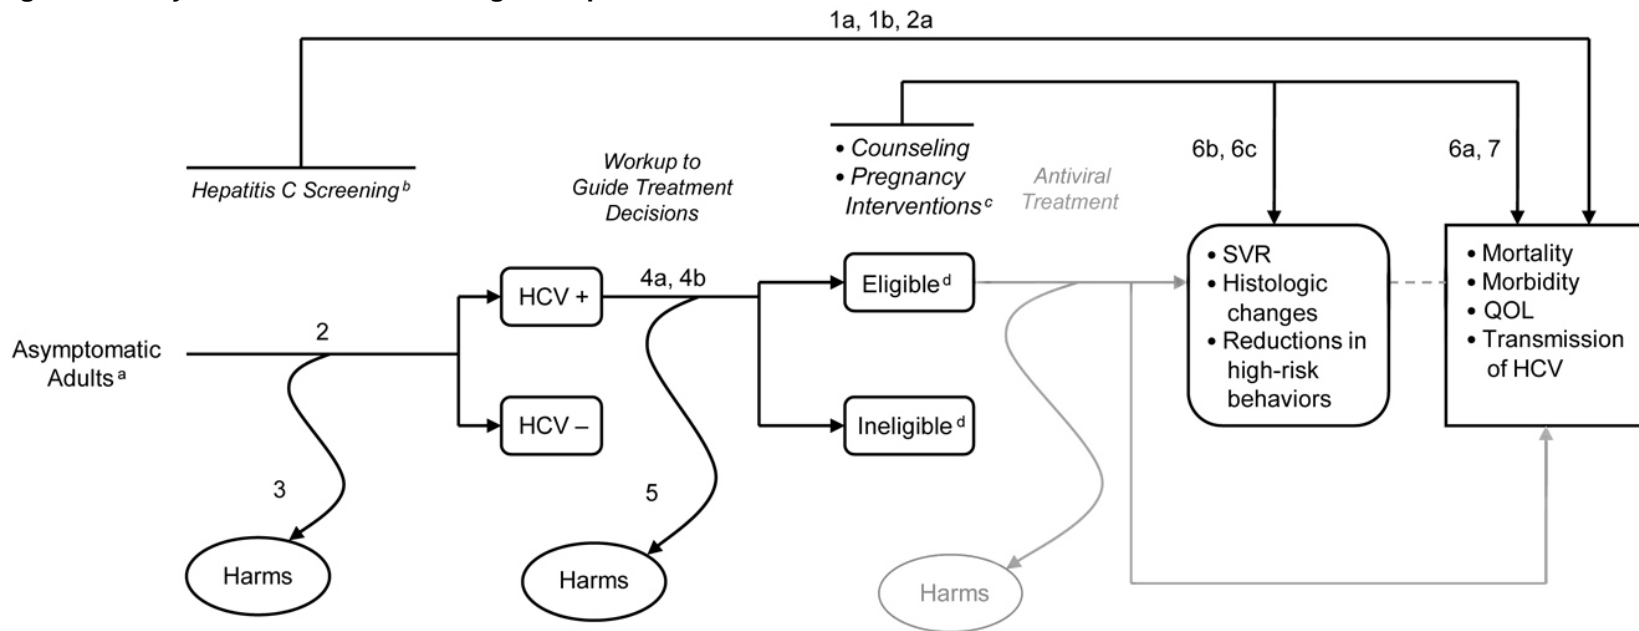 1a, 1b, 2a
Hepatitis C Screening b
Workup to
Guide Treatment
Decisions
• Counseling
• Pregnancy
Interventions c
Antiviral
Treatment
6b, 6c
6a, 7
Asymptomatic
Adults a
2
HCV +
HCV –
4a, 4b
Eligible d
Ineligible d
• SVR
• Histologic
changes
• Reductions in
high-risk
behaviors
• Mortality
• Morbidity
• QOL
• Transmission
of HCV
3
Harms
5
Harms
Harms